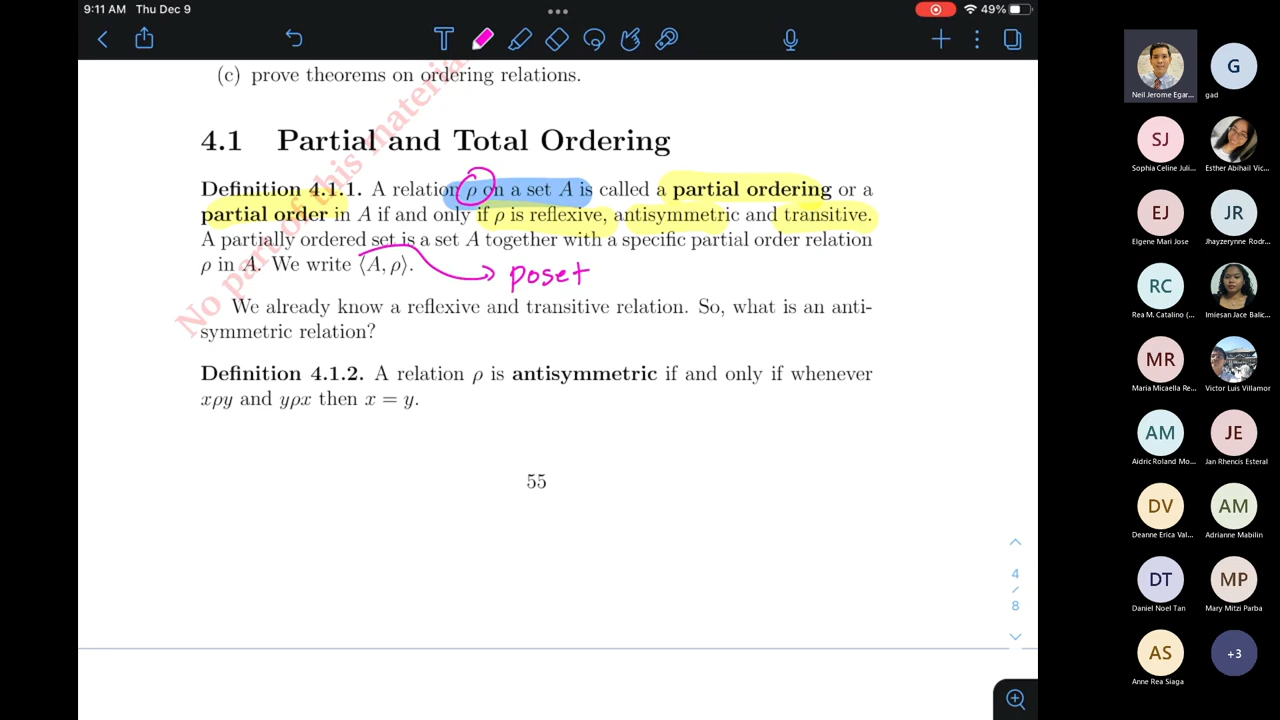 9:11 AM Thu Dec 9
49%
(c) prove theorems on ordering relations.
4.1 Partial and Total Ordering
Definition 4.1.1. A relation ρ on a set A is called a partial ordering or a
partial order in A if and only if ρ is reflexive, antisymmetric and transitive.
A partially ordered set is a set A together with a specific partial order relation
ρ in A. We write ⟨A, ρ⟩.
poset
We already know a reflexive and transitive relation. So, what is an anti-
symmetric relation?
Definition 4.1.2. A relation ρ is antisymmetric if and only if whenever
xρy and yρx then x = y.
55
No part of this materia
4
/
8
Neil Jerome Egar...
G
gad
SJ
Sophia Celine Juli...
Esther Abihail Vic...
EJ
Elgene Mari Jose
JR
Jhayzerynne Rodr...
RC
Rea M. Catalino (...
Imiesan Jace Balic...
MR
Maria Micaella Re...
Victor Luis Villamor
AM
Aidric Roland Mo...
JE
Jan Rhencis Esteral
DV
Deanne Erica Val...
AM
Adrianne Mabilin
DT
Daniel Noel Tan
MP
Mary Mitzi Parba
AS
Anne Rea Siaga
+3